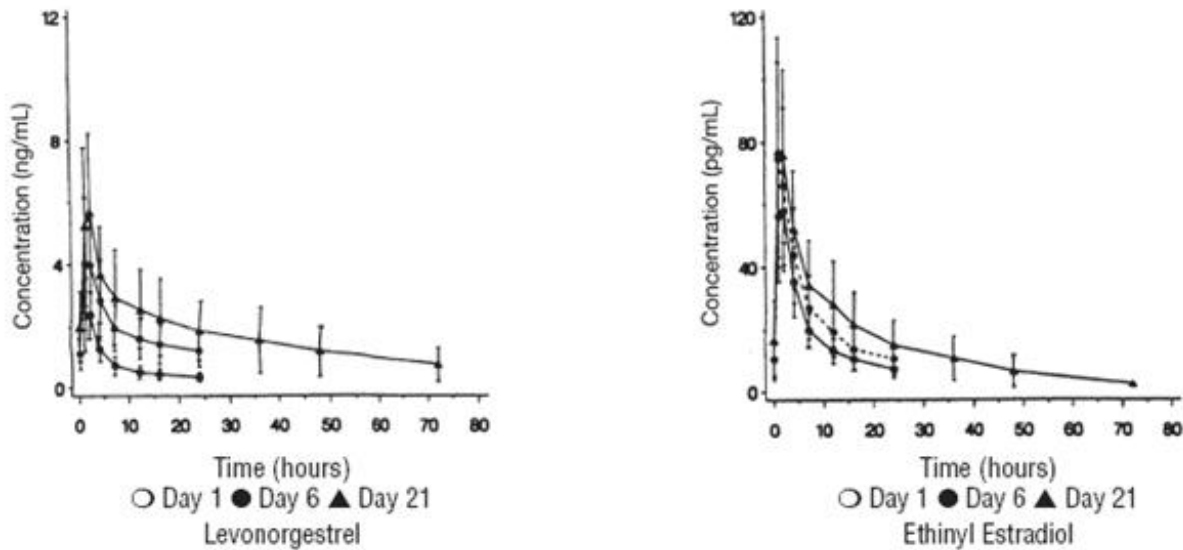 Concentration (ng/mL)
12
8
4
0
0 10 20 30 40 50 60 70 80
Time (hours)
Day 1 Day 6 Day 21
Levonorgestrel
Concentration (pg/mL)
120
80
40
0
0 10 20 30 40 50 60 70 80
Time (hours)
Day 1 Day 6 Day 21
Ethinyl Estradiol